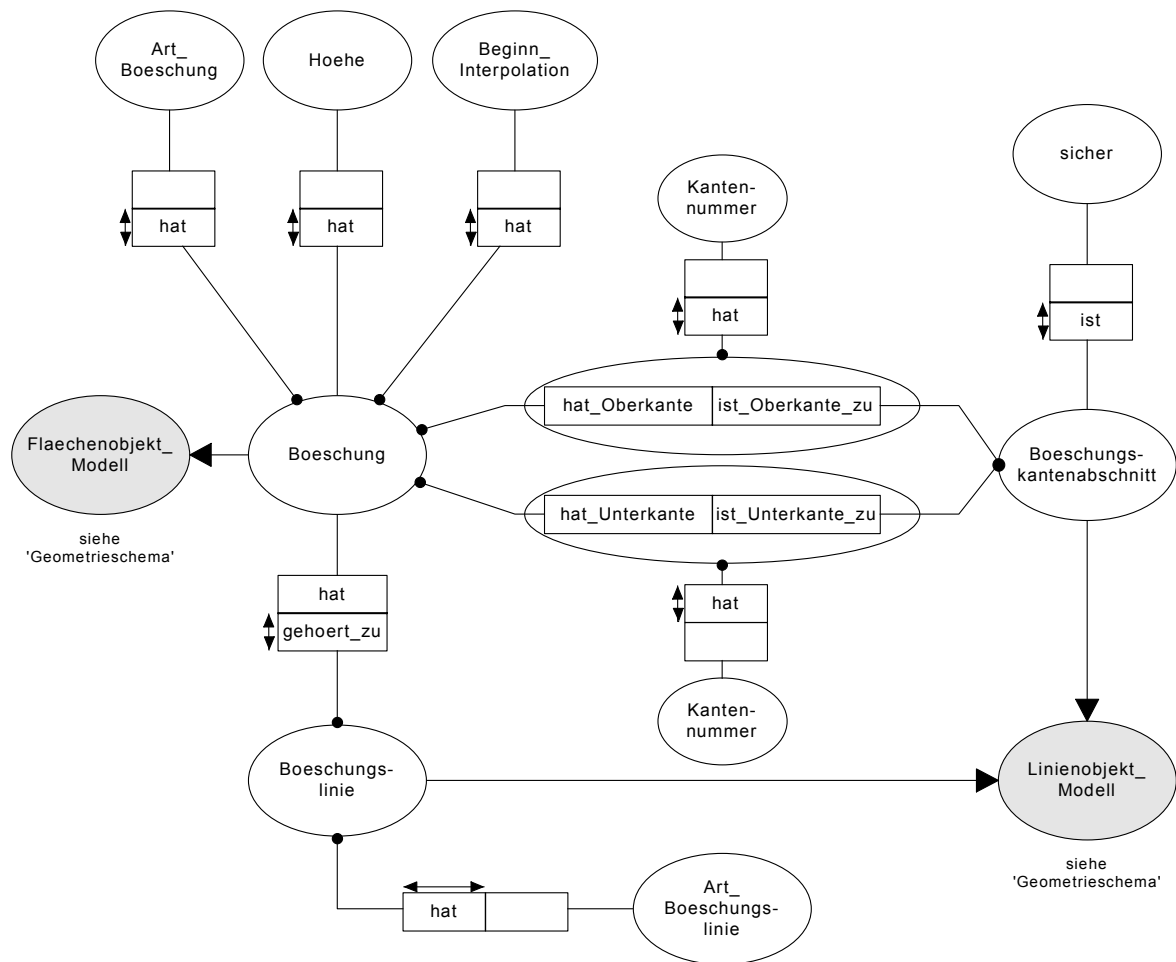 Art_
Boeschung
Hoehe
Beginn_
Interpolation
sicher
Kanten-
nummer
hat
hat
hat
hat
ist
hat_Oberkante
ist_Oberkante_zu
Flaechenobjekt_
Modell
Boeschung
Boeschungs-
kantenabschnitt
hat_Unterkante
ist_Unterkante_zu
siehe
'Geometrieschema'
hat
gehoert_zu
hat
Kanten-
nummer
Boeschungs-
linie
Linienobjekt_
Modell
siehe
'Geometrieschema'
hat
Art_
Boeschungs-
linie